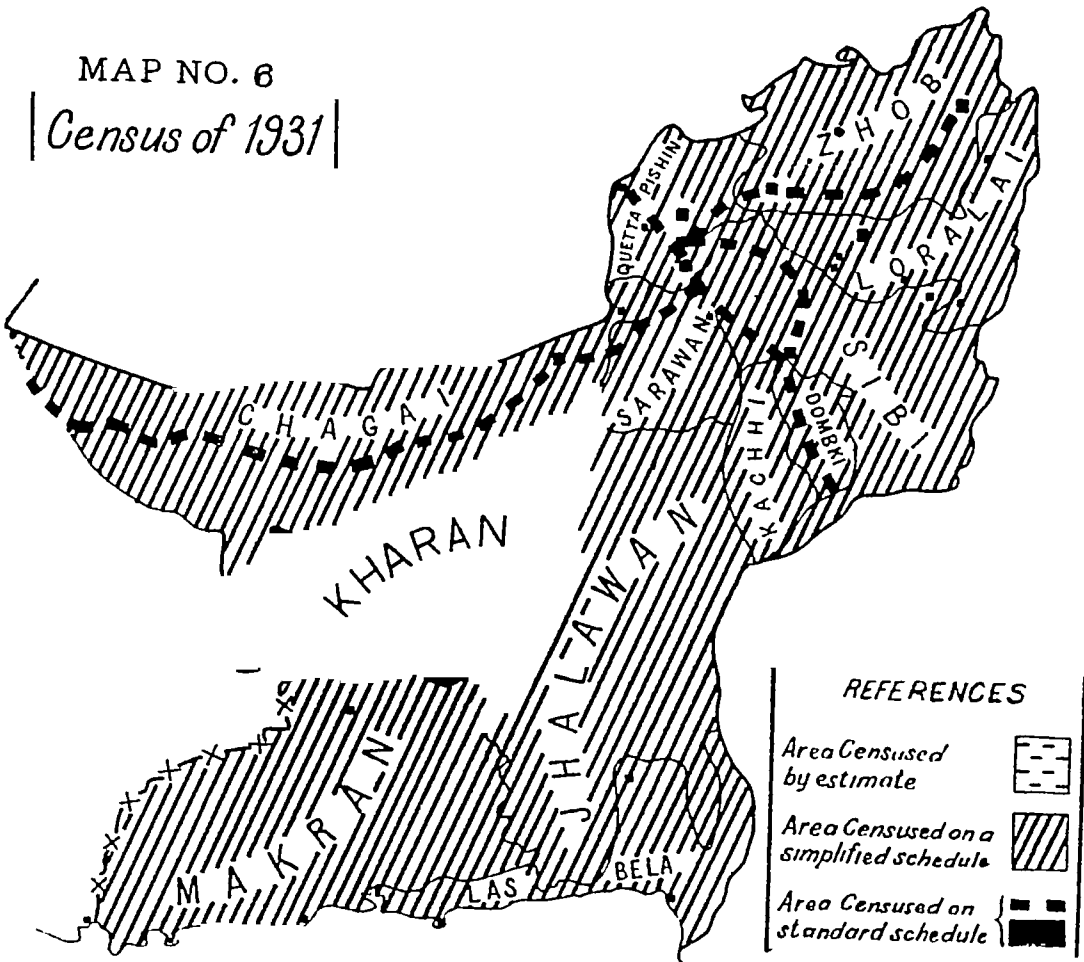 MAP NO. 6
Census of 1931
ZHOB
LORALAI
QUETTA PISHIN
SIBI
SARAWAN
DOMBKI
KACHHI
CHAGAI
KHARAN
JHALAWAN
MAKRAN
LAS BELA
REFERENCES
Area Censused
by estimate
Area Censused on a
simplified schedule
Area Censused on
standard schedule